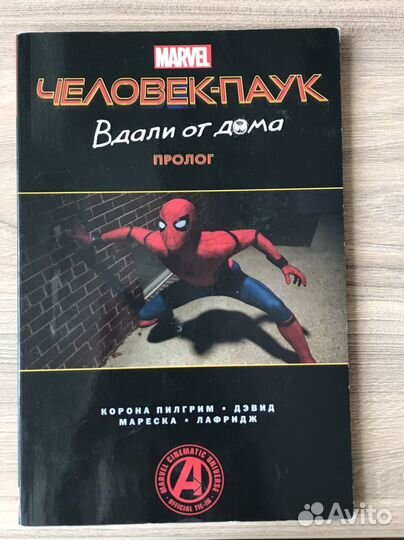 MARVEL
ЧЕЛОВЕК-ПАУК
Вдали от дома
ПРОЛОГ
КОРОНА ПИЛГРИМ • ДЭВИД
МАРЕСКА • ЛАФРИДЖ
MARVEL CINEMATIC UNIVERSE
• OFFICIAL TIE-IN •
Avito